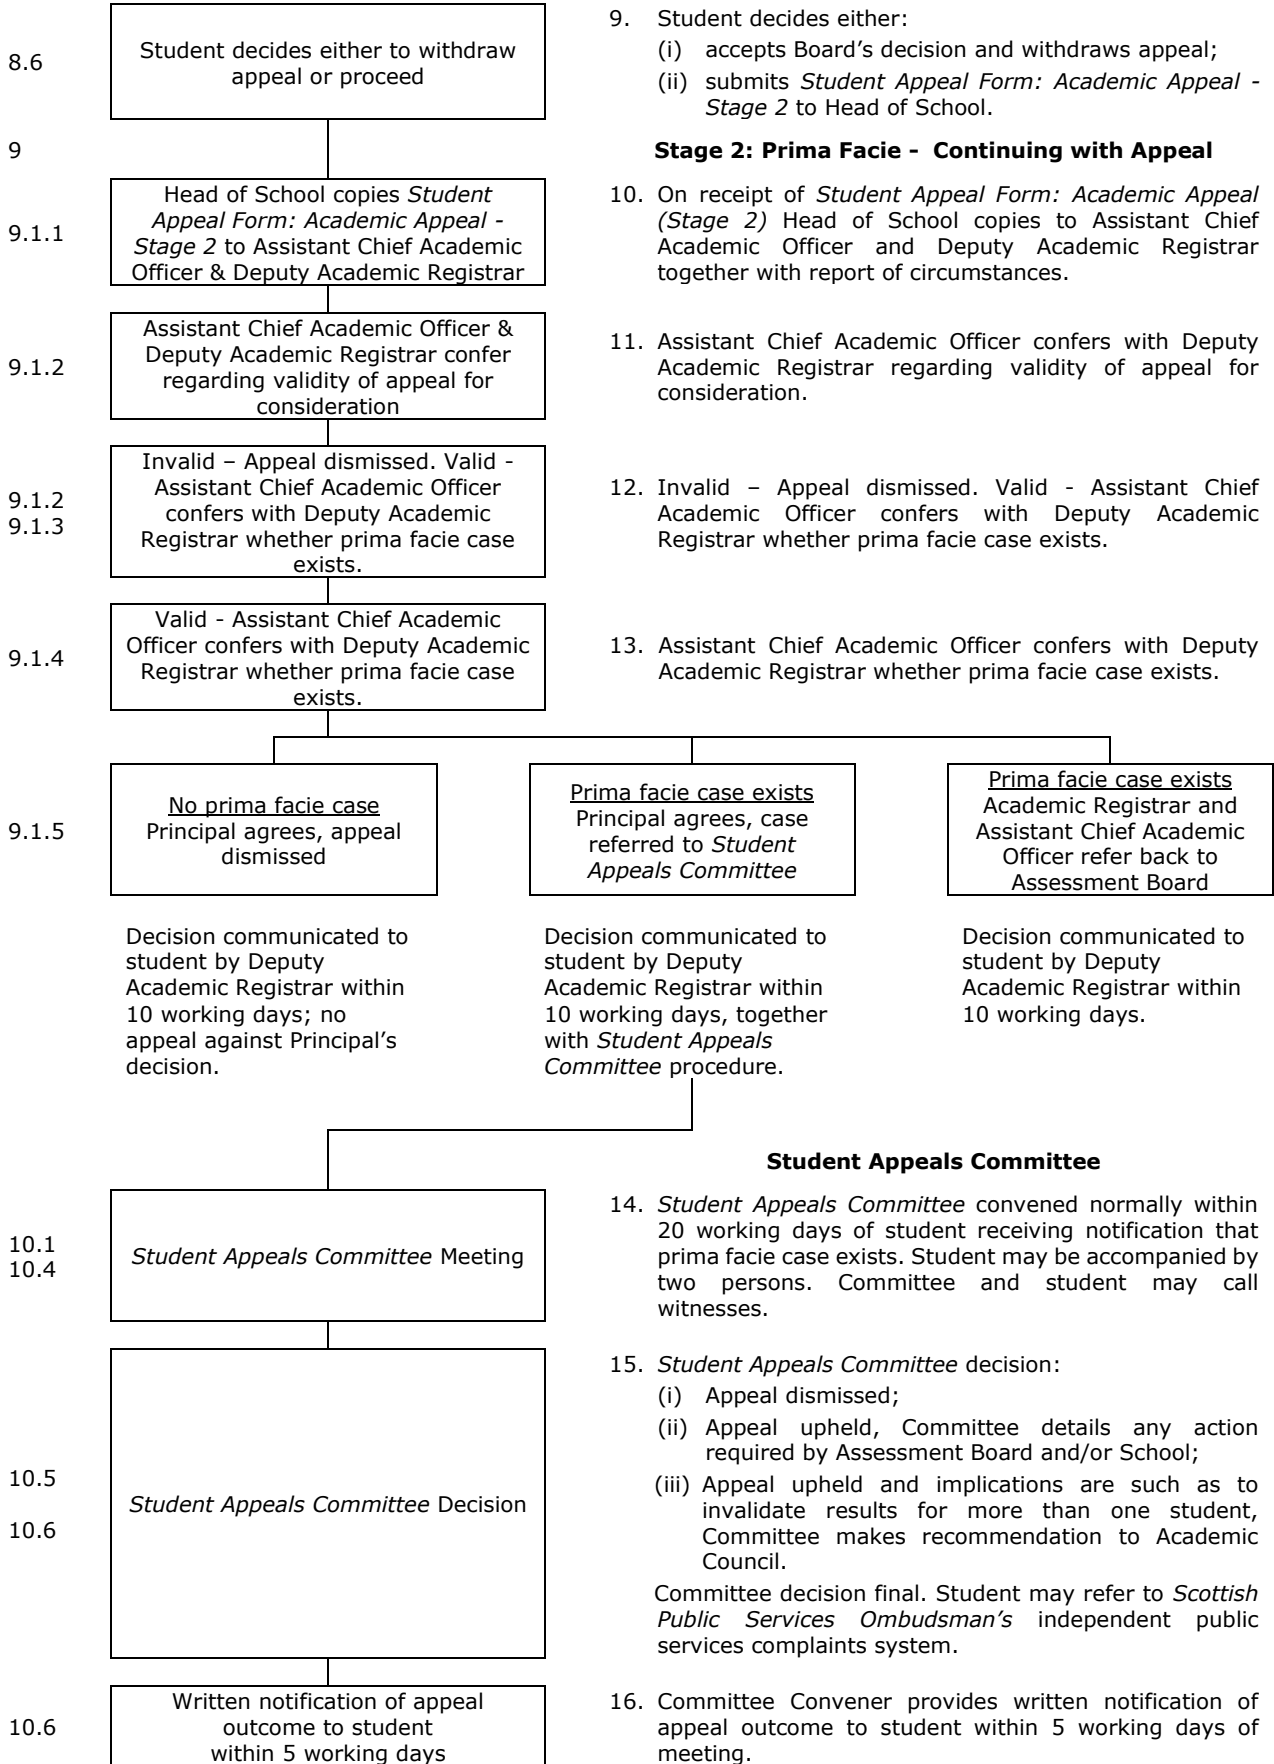 8.6
Student decides either to withdraw
appeal or proceed
9. Student decides either:
(i) accepts Board’s decision and withdraws appeal;
(ii) submits Student Appeal Form: Academic Appeal -
Stage 2 to Head of School.
9
Stage 2: Prima Facie - Continuing with Appeal
9.1.1
Head of School copies Student
Appeal Form: Academic Appeal -
Stage 2 to Assistant Chief Academic
Officer & Deputy Academic Registrar
10. On receipt of Student Appeal Form: Academic Appeal
(Stage 2) Head of School copies to Assistant Chief
Academic Officer and Deputy Academic Registrar
together with report of circumstances.
9.1.2
Assistant Chief Academic Officer &
Deputy Academic Registrar confer
regarding validity of appeal for
consideration
11. Assistant Chief Academic Officer confers with Deputy
Academic Registrar regarding validity of appeal for
consideration.
9.1.2
9.1.3
Invalid – Appeal dismissed. Valid -
Assistant Chief Academic Officer
confers with Deputy Academic
Registrar whether prima facie case
exists.
12. Invalid – Appeal dismissed. Valid - Assistant Chief
Academic Officer confers with Deputy Academic
Registrar whether prima facie case exists.
9.1.4
Valid - Assistant Chief Academic
Officer confers with Deputy Academic
Registrar whether prima facie case
exists.
13. Assistant Chief Academic Officer confers with Deputy
Academic Registrar whether prima facie case exists.
9.1.5
No prima facie case
Principal agrees, appeal
dismissed
Prima facie case exists
Principal agrees, case
referred to Student
Appeals Committee
Prima facie case exists
Academic Registrar and
Assistant Chief Academic
Officer refer back to
Assessment Board
Decision communicated to
student by Deputy
Academic Registrar within
10 working days; no
appeal against Principal’s
decision.
Decision communicated to
student by Deputy
Academic Registrar within
10 working days, together
with Student Appeals
Committee procedure.
Decision communicated to
student by Deputy
Academic Registrar within
10 working days.
Student Appeals Committee
10.1
10.4
Student Appeals Committee Meeting
14. Student Appeals Committee convened normally within
20 working days of student receiving notification that
prima facie case exists. Student may be accompanied by
two persons. Committee and student may call
witnesses.
10.5
10.6
Student Appeals Committee Decision
15. Student Appeals Committee decision:
(i) Appeal dismissed;
(ii) Appeal upheld, Committee details any action
required by Assessment Board and/or School;
(iii) Appeal upheld and implications are such as to
invalidate results for more than one student,
Committee makes recommendation to Academic
Council.
Committee decision final. Student may refer to Scottish
Public Services Ombudsman’s independent public
services complaints system.
10.6
Written notification of appeal
outcome to student
within 5 working days
16. Committee Convener provides written notification of
appeal outcome to student within 5 working days of
meeting.